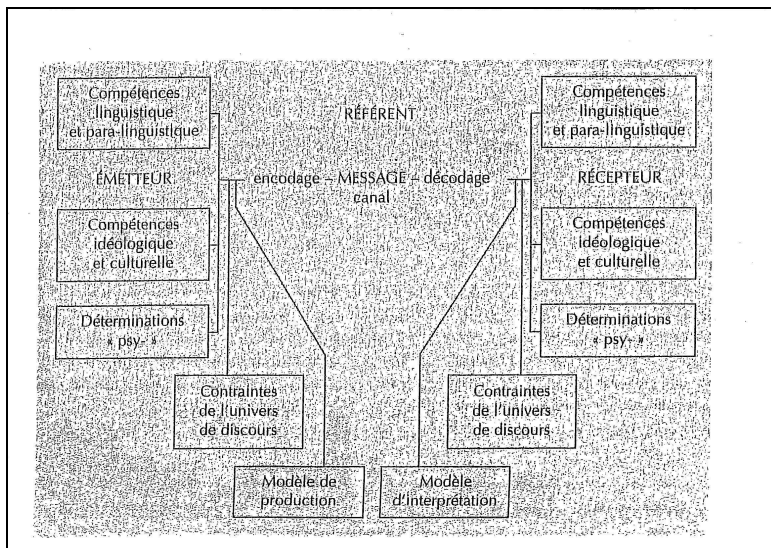 Compétences
linguistique
et para-linguistique
RÉFÉRENT
Compétences
linguistique
et para-linguistique
ÉMETTEUR
encodage – MESSAGE – décodage
canal
RÉCEPTEUR
Compétences
idéologique
et culturelle
Compétences
idéologique
et culturelle
Déterminations
« psy- »
Déterminations
« psy- »
Contraintes
de l'univers
de discours
Contraintes
de l'univers
de discours
Modèle de
production
Modèle
d'interprétation